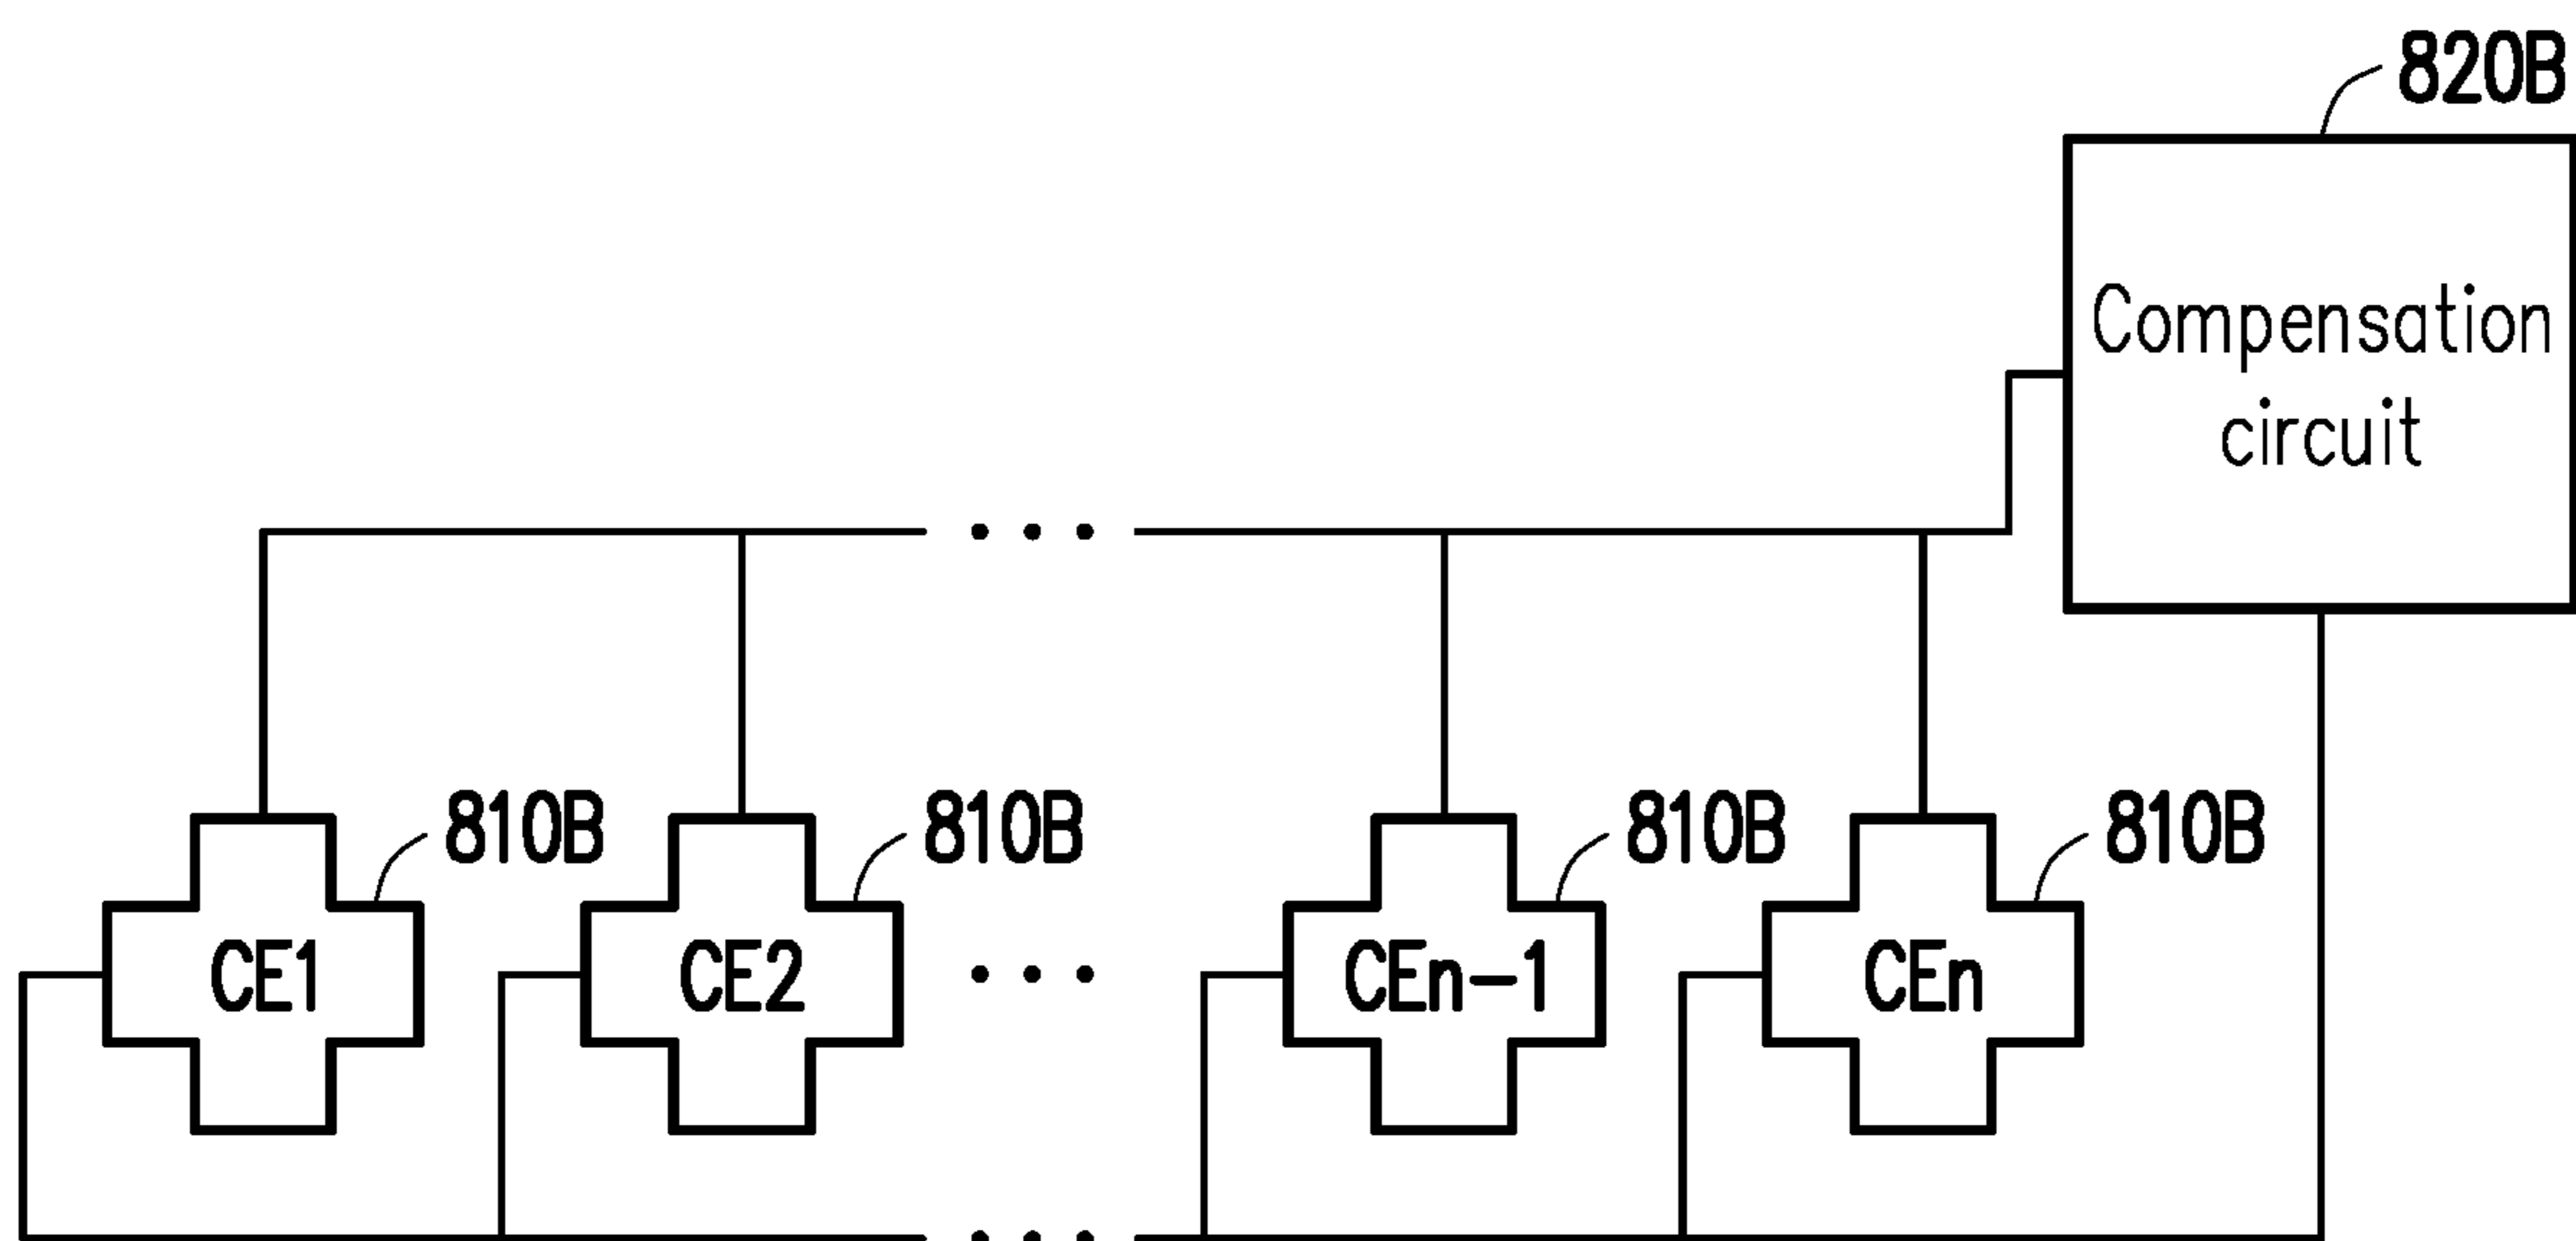 820B
Compensation
circuit
810B 810B 810B 810B
CE1 CE2 CEn-1 CEn